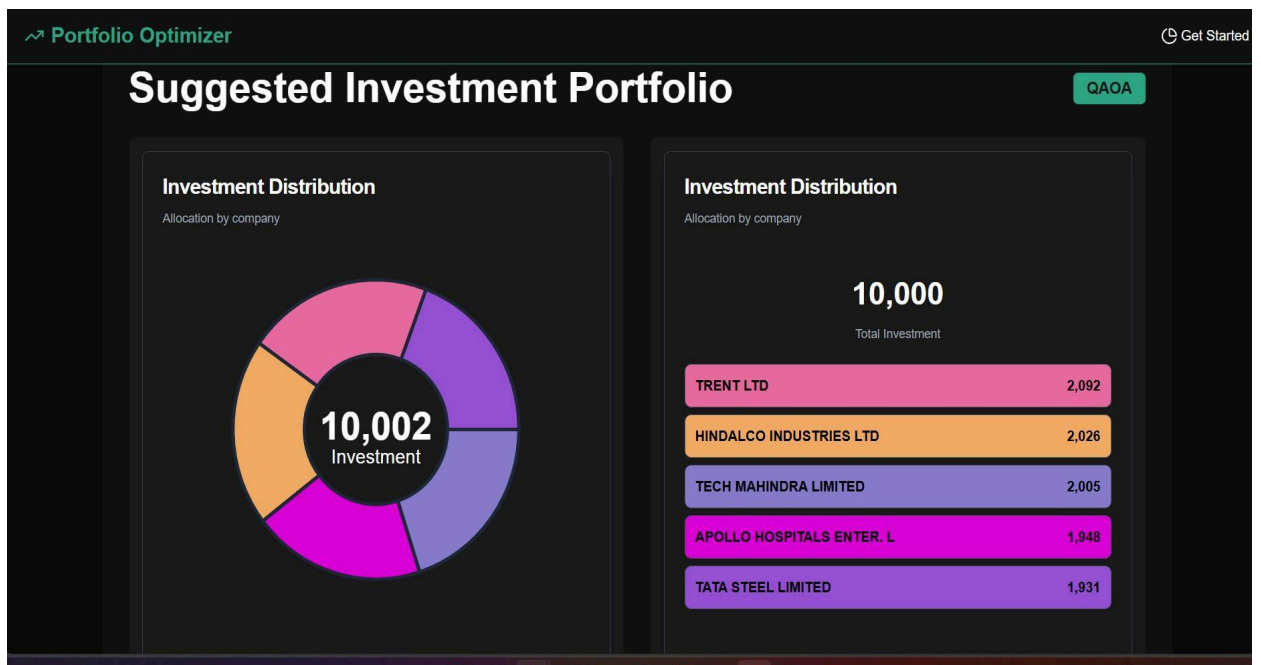 Portfolio Optimizer
Get Started
Suggested Investment Portfolio
QAOA
Investment Distribution
Allocation by company
10,002
Investment
Investment Distribution
Allocation by company
10,000
Total Investment
TRENT LTD 2,092
HINDALCO INDUSTRIES LTD 2,026
TECH MAHINDRA LIMITED 2,005
APOLLO HOSPITALS ENTER. L 1,948
TATA STEEL LIMITED 1,931